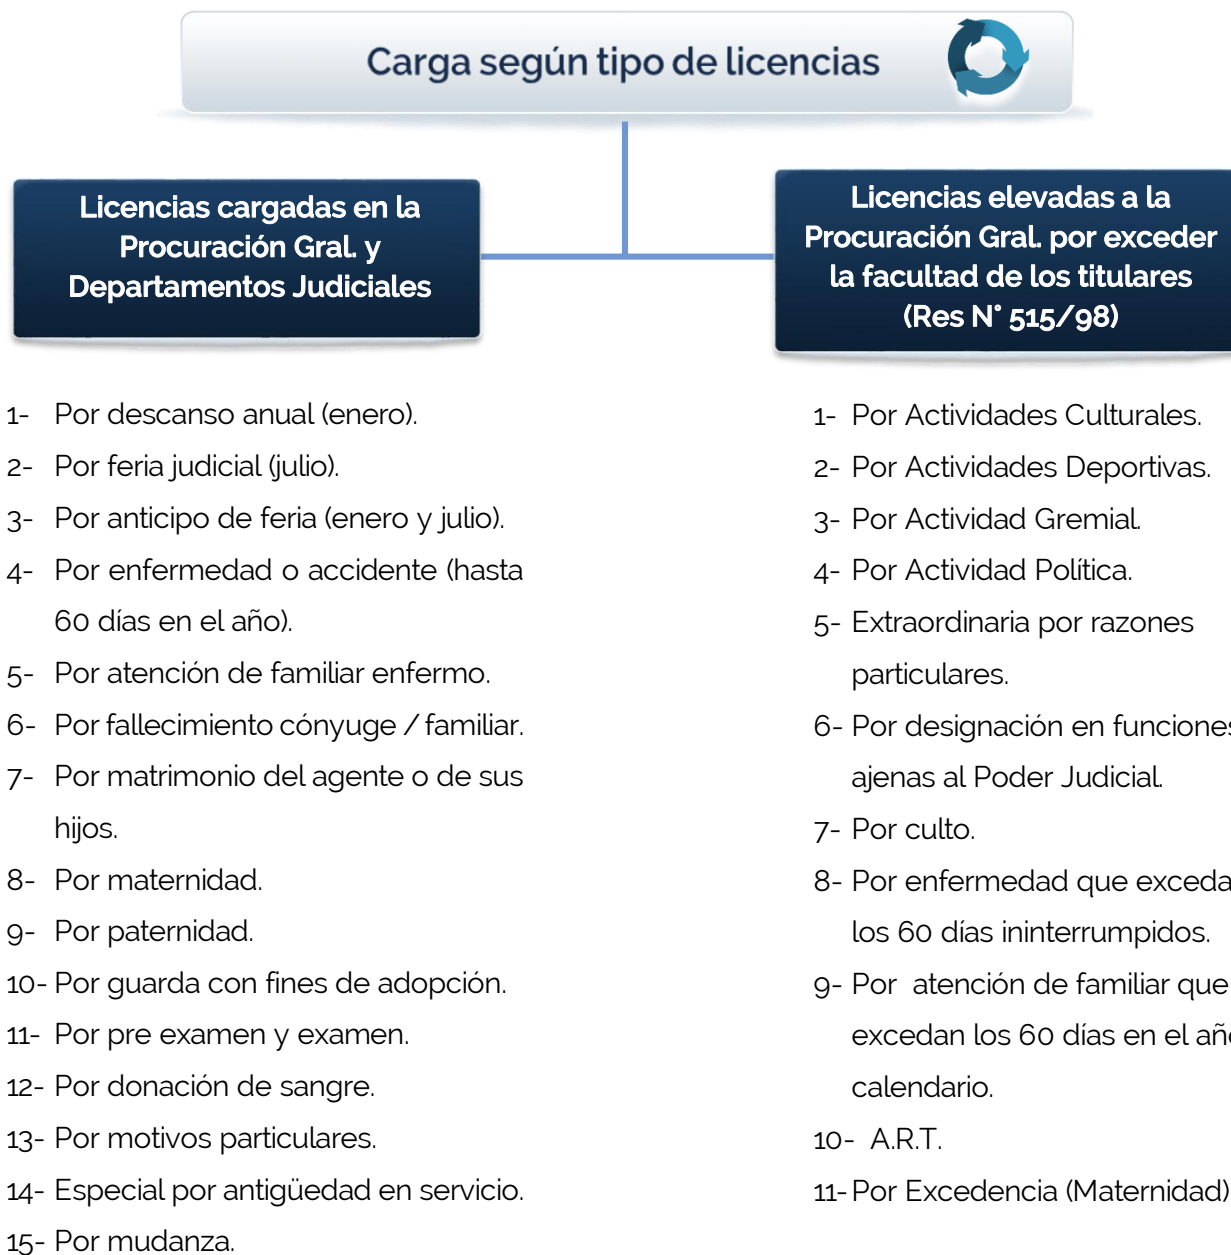 Carga según tipo de licencias
Licencias cargadas en la
Procuración Gral. y
Departamentos Judiciales
1- Por descanso anual (enero).
2- Por feria judicial (julio).
3- Por anticipo de feria (enero y julio).
4- Por enfermedad o accidente (hasta
60 días en el año).
5- Por atención de familiar enfermo.
6- Por fallecimiento cónyuge / familiar.
7- Por matrimonio del agente o de sus
hijos.
8- Por maternidad.
9- Por paternidad.
10- Por guarda con fines de adopción.
11- Por pre examen y examen.
12- Por donación de sangre.
13- Por motivos particulares.
14- Especial por antigüedad en servicio.
15- Por mudanza.
Licencias elevadas a la
Procuración Gral. por exceder
la facultad de los titulares
(Res N° 515/98)
1- Por Actividades Culturales.
2- Por Actividades Deportivas.
3- Por Actividad Gremial.
4- Por Actividad Política.
5- Extraordinaria por razones
particulares.
6- Por designación en funciones
ajenas al Poder Judicial.
7- Por culto.
8- Por enfermedad que exceda
los 60 días ininterrumpidos.
9- Por atención de familiar que
excedan los 60 días en el año
calendario.
10- A.R.T.
11- Por Excedencia (Maternidad)